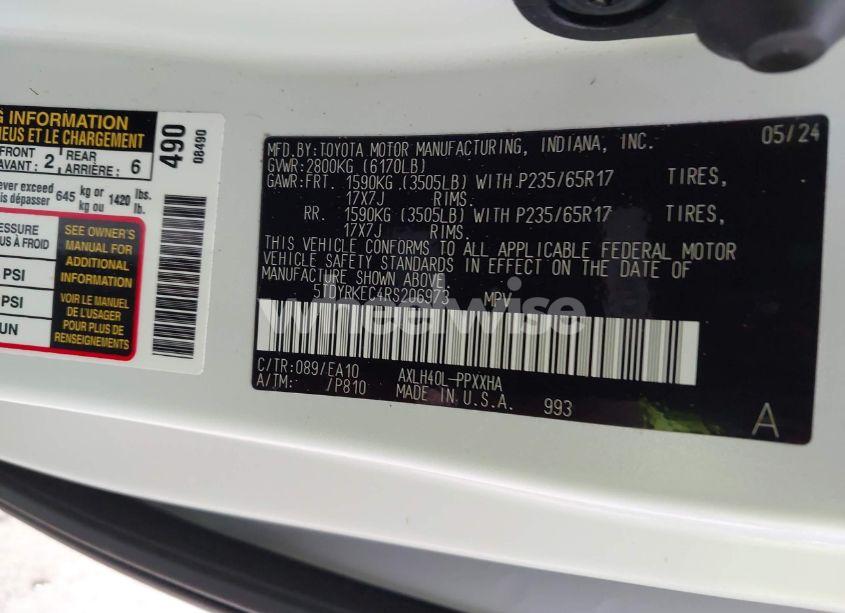 G INFORMATION
NEUS ET LE CHARGEMENT
FRONT
AVANT: 2 REAR
ARRIÈRE: 6
ever exceed
is dépasser 645 kg or
kg ou 1420 lbs.
lb.
490
08490
ESSURE
US À FROID
PSI
PSI
UN
SEE OWNER'S
MANUAL FOR
ADDITIONAL
INFORMATION
VOIR LE MANUEL
DE L'USAGER
POUR PLUS DE
RENSEIGNEMENTS
MFD.BY:TOYOTA MOTOR MANUFACTURING, INDIANA, INC. 05/24
GVWR:2800KG (6170LB)
GAWR:FRT. 1590KG (3505LB) WITH P235/65R17 TIRES,
17X7J RIMS.
RR. 1590KG (3505LB) WITH P235/65R17 TIRES,
17X7J RIMS.
THIS VEHICLE CONFORMS TO ALL APPLICABLE FEDERAL MOTOR
VEHICLE SAFETY STANDARDS IN EFFECT ON THE DATE OF
MANUFACTURE SHOWN ABOVE.
5TDYRKEC4RS206973 MPV
wheelwise
C/TR:089/EA10 AXLH40L-PPXXHA
A/TM: /P810 MADE IN U.S.A. 993
A